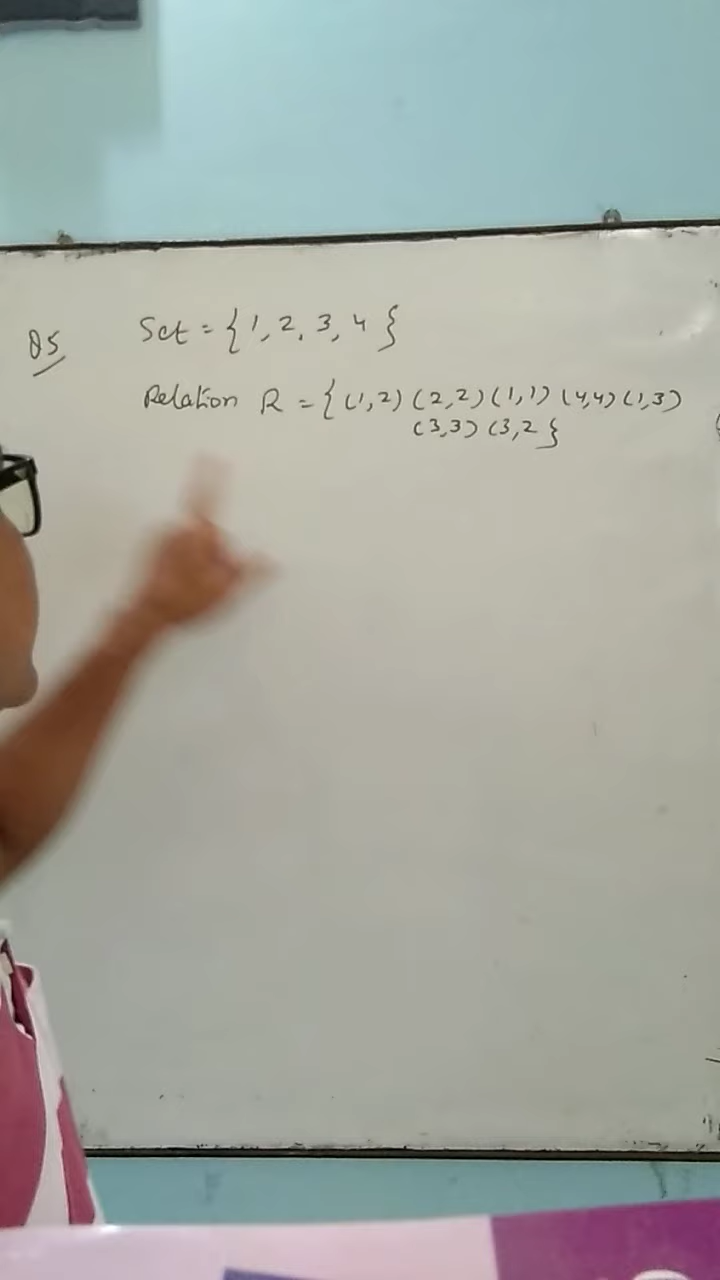 Q5 Set = {1, 2, 3, 4}
Relation R = {(1,2) (2,2) (1,1) (4,4) (1,3)
(3,3) (3,2}